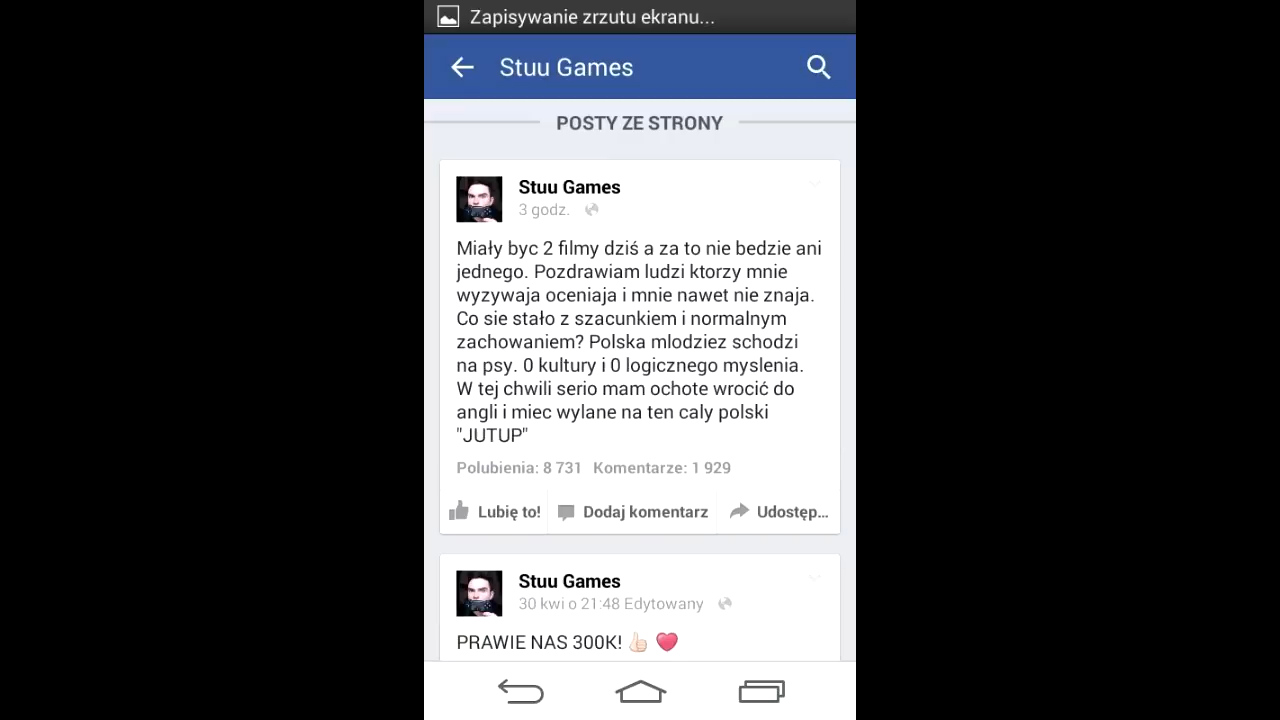 Zapisywanie zrzutu ekranu...
Stuu Games
POSTY ZE STRONY
Stuu Games
3 godz.
Miały byc 2 filmy dziś a za to nie bedzie ani
jednego. Pozdrawiam ludzi ktorzy mnie
wyzywaja oceniaja i mnie nawet nie znaja.
Co sie stało z szacunkiem i normalnym
zachowaniem? Polska mlodziez schodzi
na psy. 0 kultury i 0 logicznego myslenia.
W tej chwili serio mam ochote wrocić do
angli i miec wylane na ten caly polski
"JUTUP"
Polubienia: 8 731 Komentarze: 1 929
Lubię to! Dodaj komentarz Udostęp...
Stuu Games
30 kwi o 21:48 Edytowany
PRAWIE NAS 300K! 👍🏻 ❤️